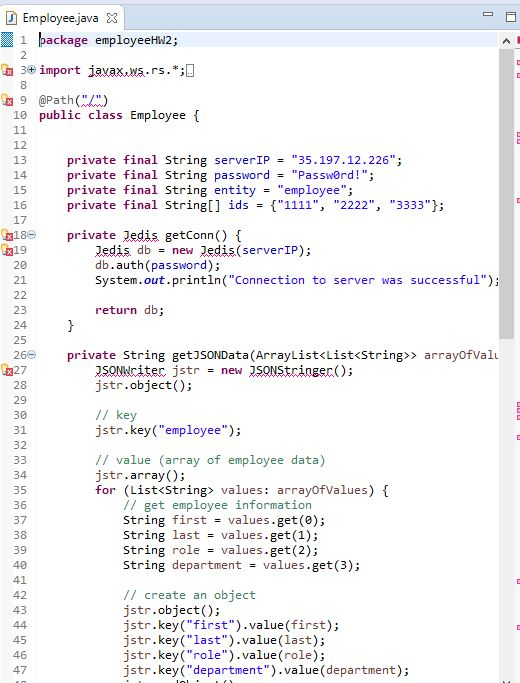 Employee.java
1 package employeeHW2;
2
3 import javax.ws.rs.*;
8
9 @Path("/")
10 public class Employee {
11
12
13 private final String serverIP = "35.197.12.226";
14 private final String password = "Passw0rd!";
15 private final String entity = "employee";
16 private final String[] ids = {"1111", "2222", "3333"};
17
18 private Jedis getConn() {
19 Jedis db = new Jedis(serverIP);
20 db.auth(password);
21 System.out.println("Connection to server was successful");
22
23 return db;
24 }
25
26 private String getJSONData(ArrayList<List<String>> arrayOfValu
27 JSONWriter jstr = new JSONStringer();
28 jstr.object();
29
30 // key
31 jstr.key("employee");
32
33 // value (array of employee data)
34 jstr.array();
35 for (List<String> values: arrayOfValues) {
36 // get employee information
37 String first = values.get(0);
38 String last = values.get(1);
39 String role = values.get(2);
40 String department = values.get(3);
41
42 // create an object
43 jstr.object();
44 jstr.key("first").value(first);
45 jstr.key("last").value(last);
46 jstr.key("role").value(role);
47 jstr.key("department").value(department);